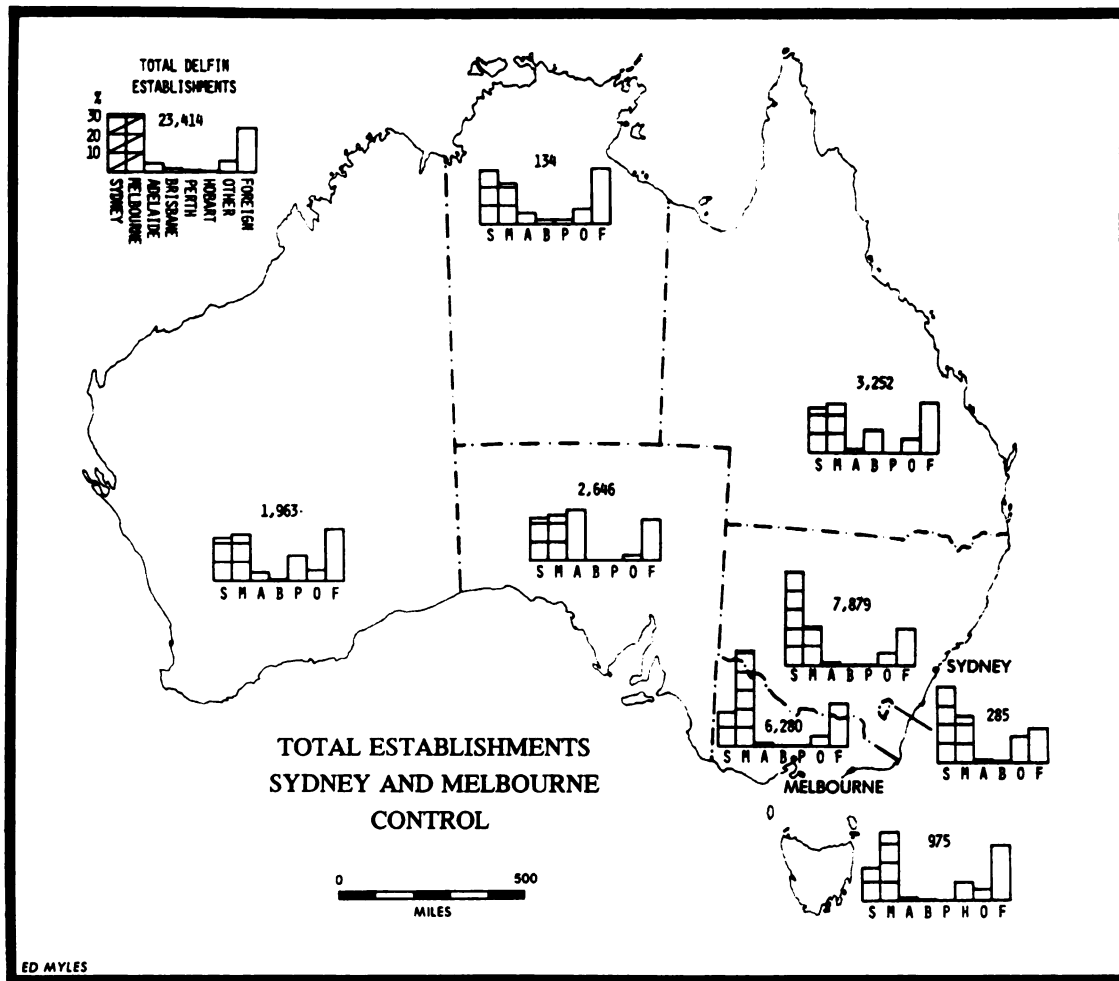 TOTAL DELFIN
ESTABLISHMENTS
%
30
20
10
23,414
SYDNEY
MELBOURNE
ADELAIDE
BRISBANE
PERTH
HOBART
OTHER
FOREIGN
134
S M A B P O F
3,252
S M A B P O F
2,646
S M A B P O F
1,963
S M A B P O F
7,879
S M A B P O F
SYDNEY
6,280
S M A B P O F
285
S M A B O F
MELBOURNE
TOTAL ESTABLISHMENTS
SYDNEY AND MELBOURNE
CONTROL
975
S M A B P H O F
0 500
MILES
ED MYLES